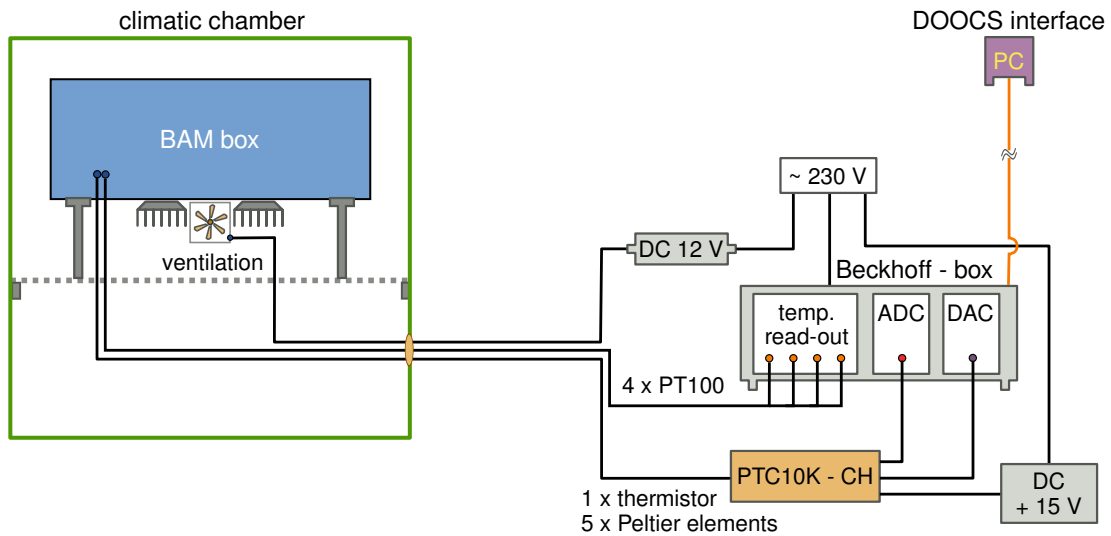 climatic chamber
DOOCS interface
PC
BAM box
~ 230 V
DC 12 V
ventilation
Beckhoff - box
temp.
read-out
ADC
DAC
4 x PT100
PTC10K - CH
DC
+ 15 V
1 x thermistor
5 x Peltier elements